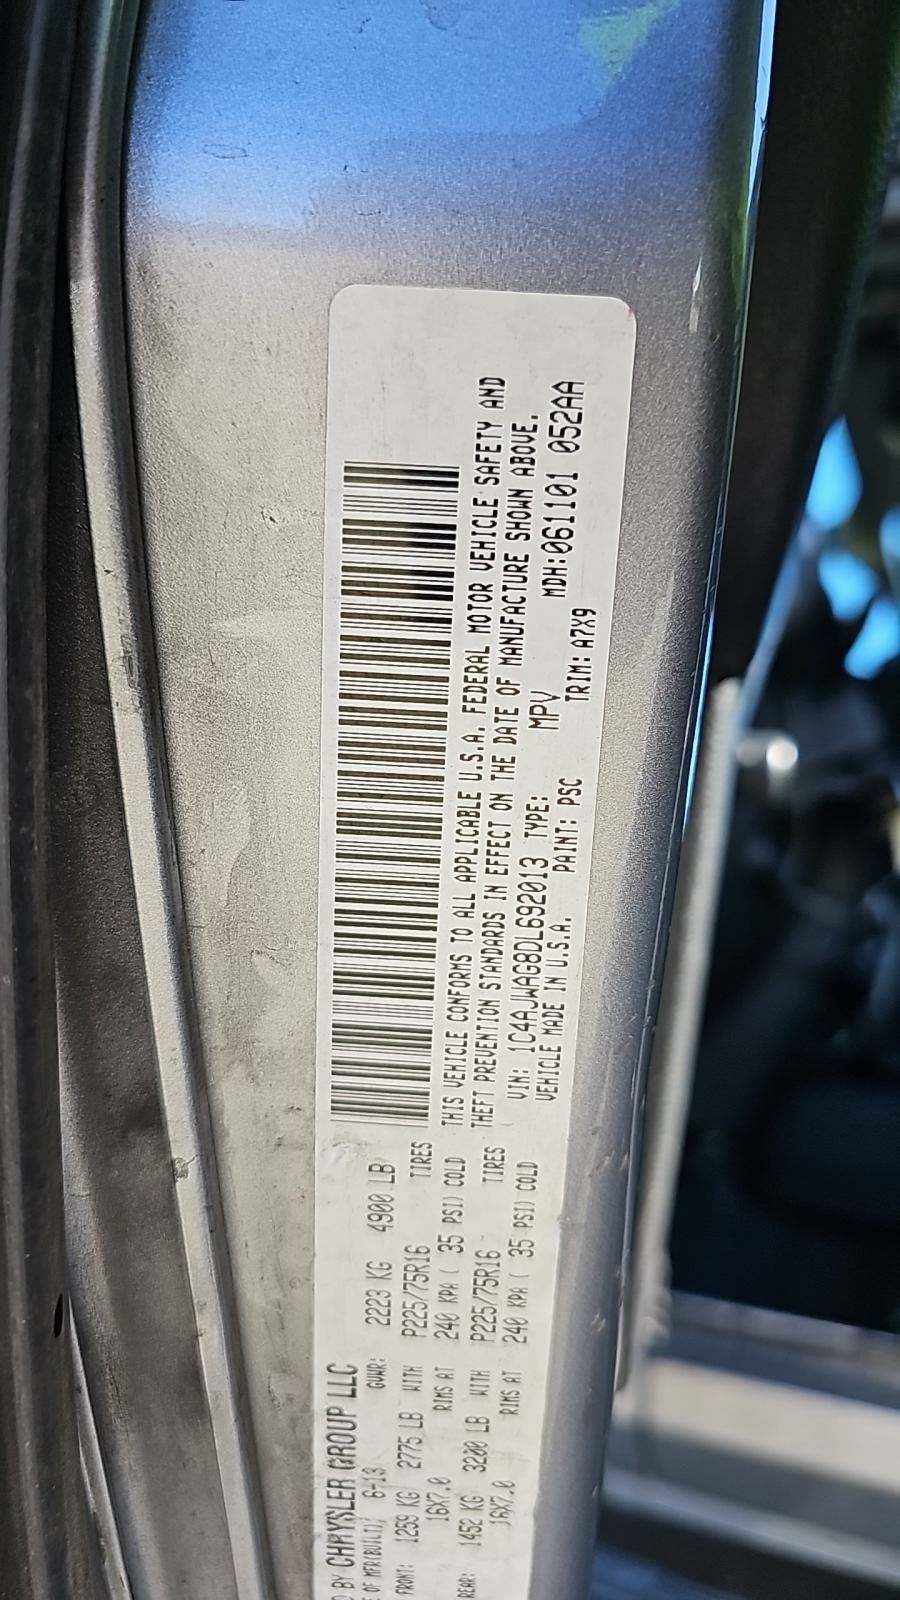 D BY CHRYSLER GROUP LLC
E OF MFR(BUILT): 6-13 GVWR: 2223 KG 4900 LB
FRONT: 1259 KG 2775 LB WITH P225/75R16 TIRES
16X7.0 RIMS AT 240 KPA ( 35 PSI) COLD
REAR: 1452 KG 3200 LB WITH P225/75R16 TIRES
16X7.0 RIMS AT 240 KPA ( 35 PSI) COLD
THIS VEHICLE CONFORMS TO ALL APPLICABLE U.S.A. FEDERAL MOTOR VEHICLE SAFETY AND
THEFT PREVENTION STANDARDS IN EFFECT ON THE DATE OF MANUFACTURE SHOWN ABOVE.
VIN: 1C4AJWAG8DL692013 TYPE: MPV MDH:061101 052AA
VEHICLE MADE IN U.S.A. PAINT: PSC TRIM: A7X9